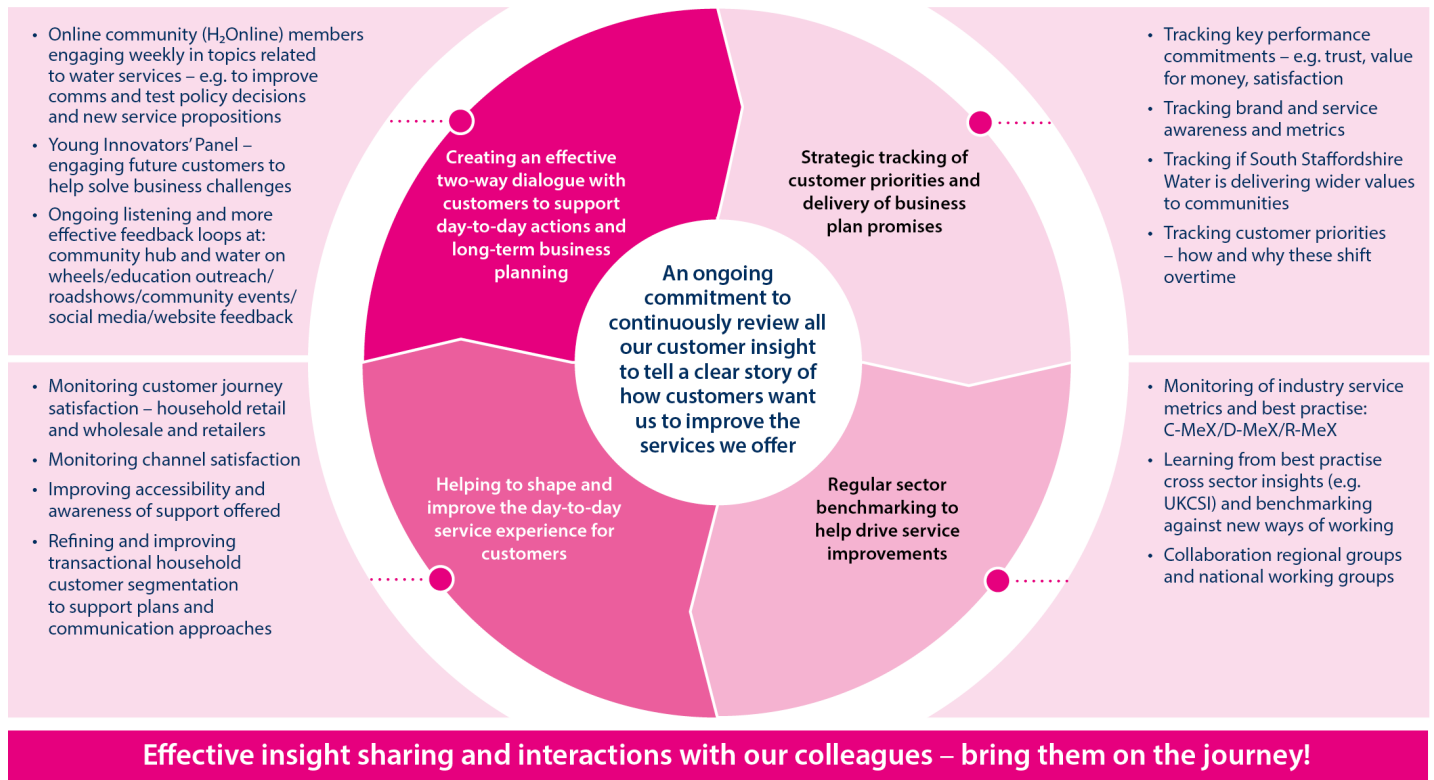 • Online community (H₂Online) members
engaging weekly in topics related
to water services – e.g. to improve
comms and test policy decisions
and new service propositions
• Young Innovators’ Panel –
engaging future customers to
help solve business challenges
• Ongoing listening and more
effective feedback loops at:
community hub and water on
wheels/education outreach/
roadshows/community events/
social media/website feedback
Creating an effective
two-way dialogue with
customers to support
day-to-day actions and
long-term business
planning
Strategic tracking of
customer priorities and
delivery of business
plan promises
• Tracking key performance
commitments – e.g. trust, value
for money, satisfaction
• Tracking brand and service
awareness and metrics
• Tracking if South Staffordshire
Water is delivering wider values
to communities
• Tracking customer priorities
– how and why these shift
overtime
An ongoing
commitment to
continuously review all
our customer insight
to tell a clear story of
how customers want
us to improve the
services we offer
• Monitoring customer journey
satisfaction – household retail
and wholesale and retailers
• Monitoring channel satisfaction
• Improving accessibility and
awareness of support offered
• Refining and improving
transactional household
customer segmentation
to support plans and
communication approaches
Helping to shape and
improve the day-to-day
service experience for
customers
Regular sector
benchmarking to
help drive service
improvements
• Monitoring of industry service
metrics and best practise:
C-MeX/D-MeX/R-MeX
• Learning from best practise
cross sector insights (e.g.
UKCSI) and benchmarking
against new ways of working
• Collaboration regional groups
and national working groups
Effective insight sharing and interactions with our colleagues – bring them on the journey!